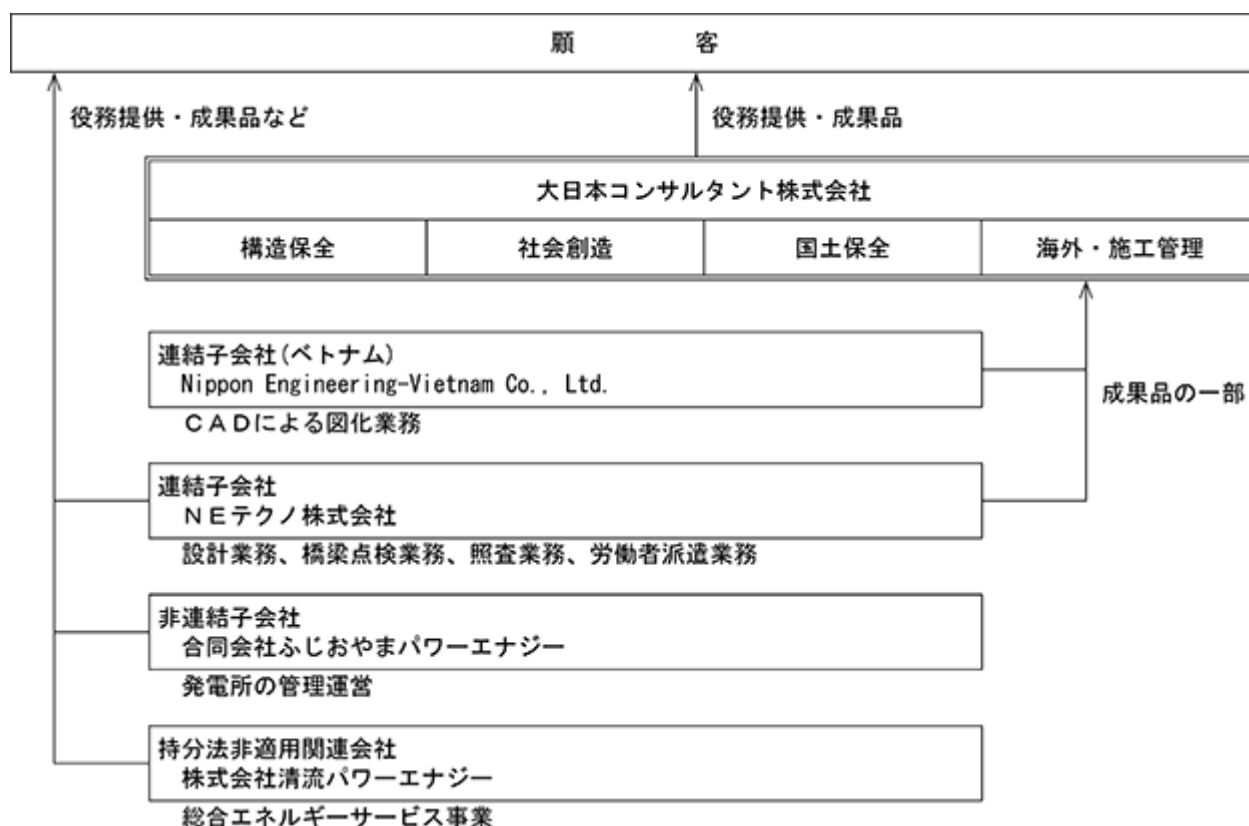 顧客
役務提供・成果品など
役務提供・成果品
大日本コンサルタント株式会社
構造保全
社会創造
国土保全
海外・施工管理
連結子会社(ベトナム)
Nippon Engineering-Vietnam Co., Ltd.
成果品の一部
ＣＡＤによる図化業務
連結子会社
ＮＥテクノ株式会社
設計業務、橋梁点検業務、照査業務、労働者派遣業務
非連結子会社
合同会社ふじおやまパワーエナジー
発電所の管理運営
持分法非適用関連会社
株式会社清流パワーエナジー
総合エネルギーサービス事業